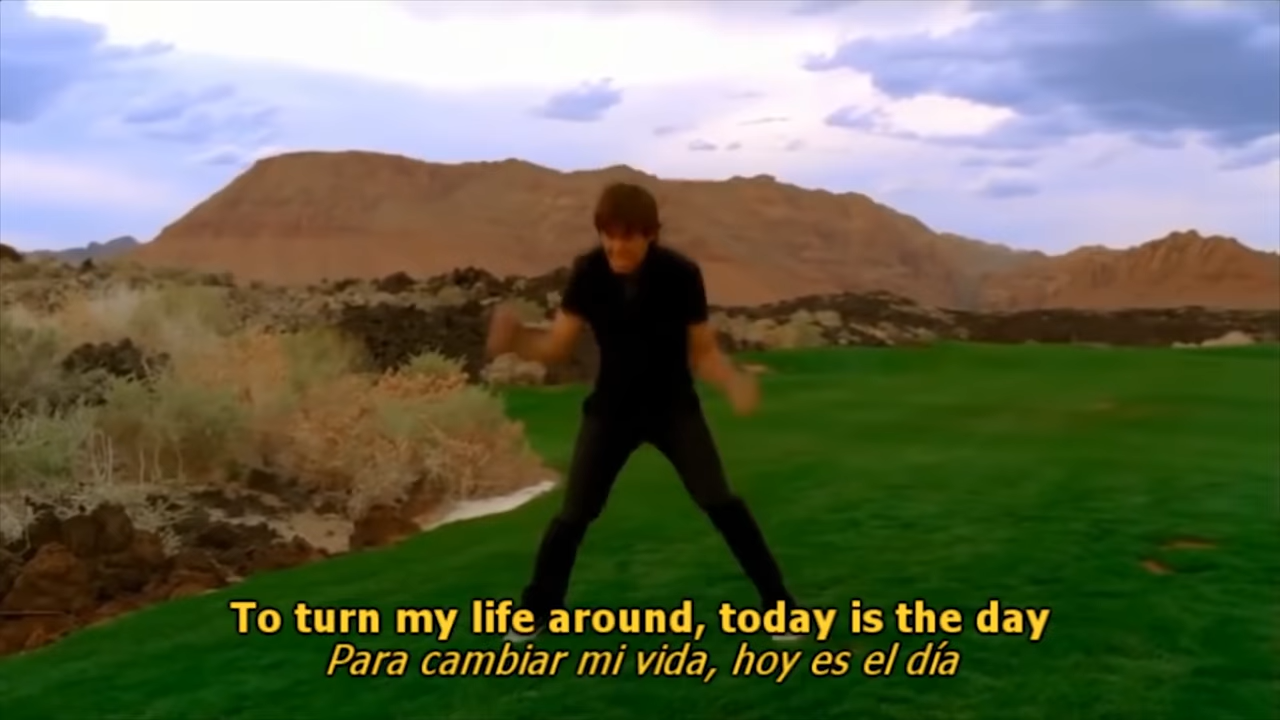 To turn my life around, today is the day
Para cambiar mi vida, hoy es el día